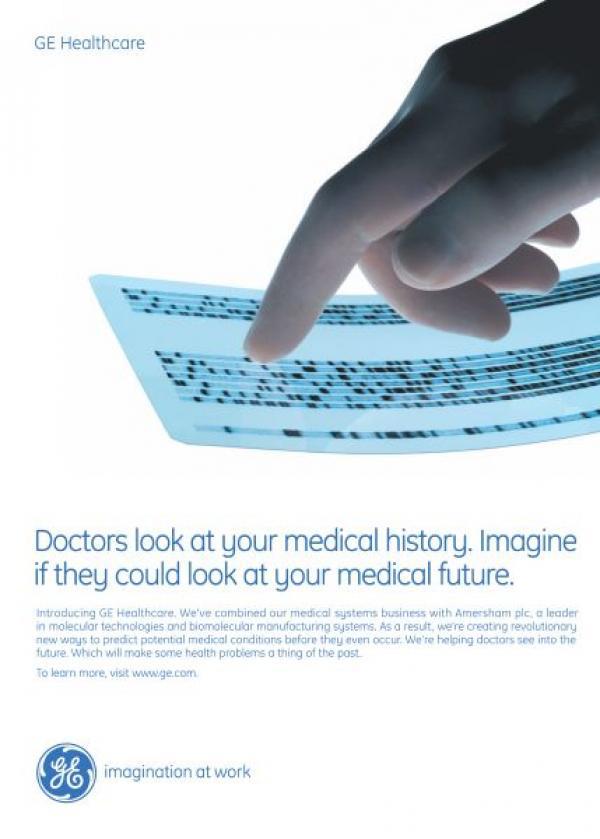 GE Healthcare
Doctors look at your medical history. Imagine
if they could look at your medical future.
Introducing GE Healthcare. We've combined our medical systems business with Amersham plc, a leader
in molecular technologies and biomolecular manufacturing systems. As a result, we're creating revolutionary
new ways to predict potential medical conditions before they even occur. We're helping doctors see into the
future. Which will make some health problems a thing of the past.
To learn more, visit www.ge.com.
GE imagination at work